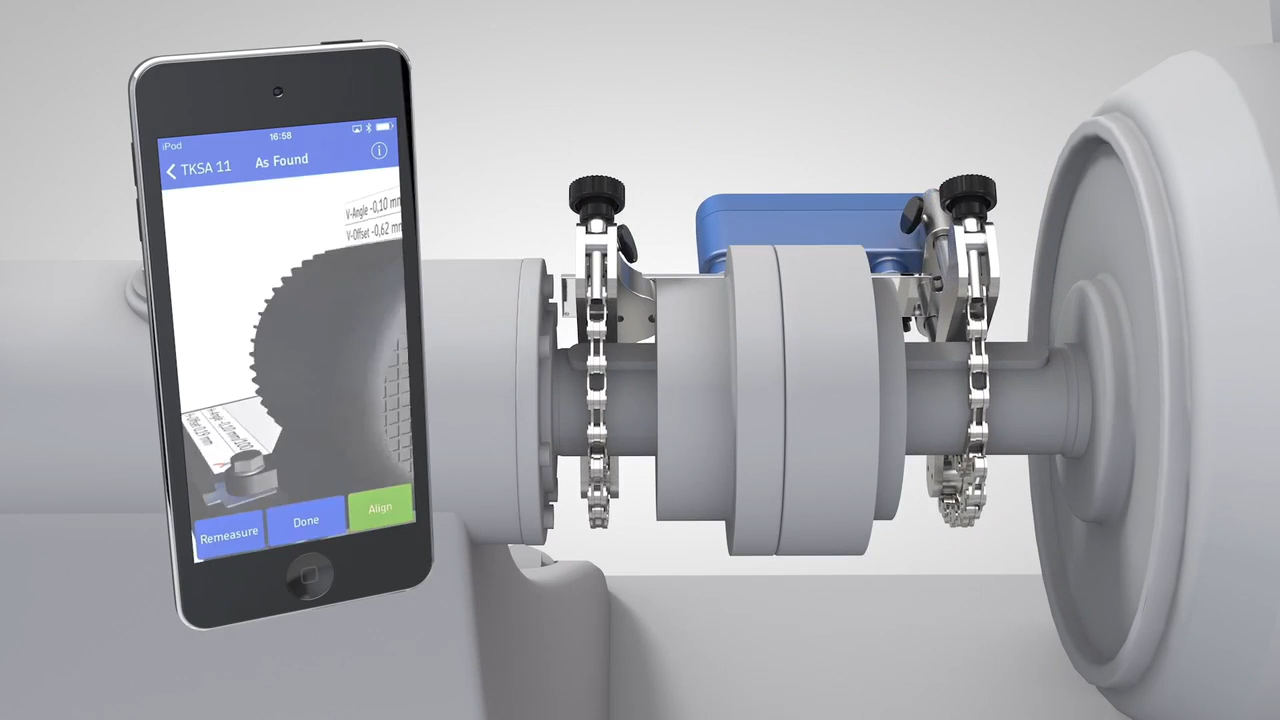 iPod
16:58
TKSA 11
As Found
V-Angle -0,10 mm
V-Offset -0,62 mm
Remeasure
Done
Align